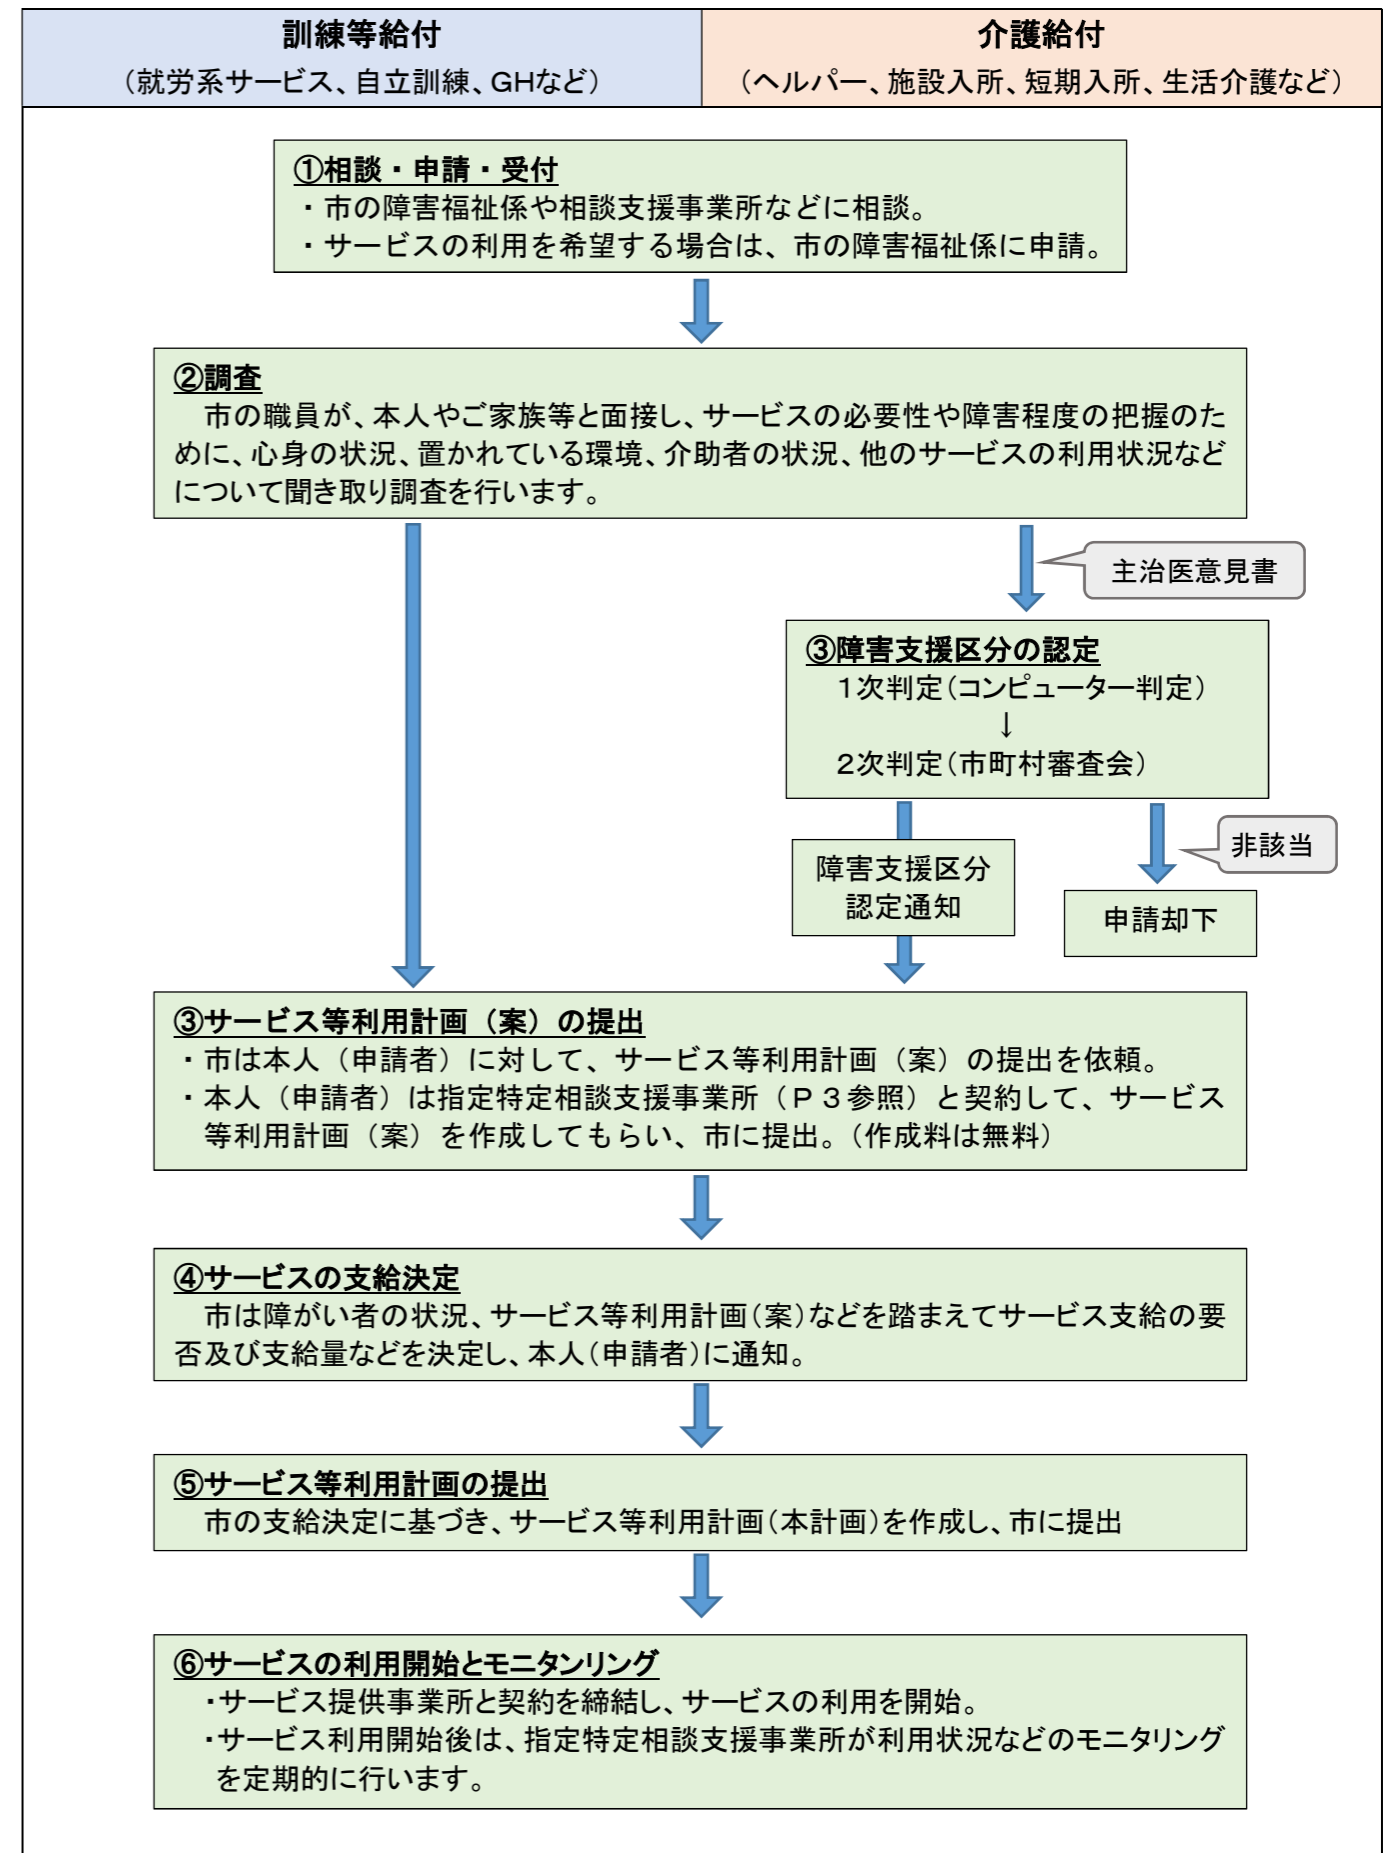 訓練等給付
（就労系サービス、自立訓練、GHなど）
介護給付
（ヘルパー、施設入所、短期入所、生活介護など）
①相談・申請・受付
・市の障害福祉係や相談支援事業所などに相談。
・サービスの利用を希望する場合は、市の障害福祉係に申請。
②調査
市の職員が、本人やご家族等と面接し、サービスの必要性や障害程度の把握のた
めに、心身の状況、置かれている環境、介助者の状況、他のサービスの利用状況など
について聞き取り調査を行います。
主治医意見書
③障害支援区分の認定
１次判定（コンピューター判定）
↓
２次判定（市町村審査会）
障害支援区分
認定通知
非該当
申請却下
③サービス等利用計画（案）の提出
・市は本人（申請者）に対して、サービス等利用計画（案）の提出を依頼。
・本人（申請者）は指定特定相談支援事業所（Ｐ３参照）と契約して、サービス
等利用計画（案）を作成してもらい、市に提出。（作成料は無料）
④サービスの支給決定
市は障がい者の状況、サービス等利用計画（案）などを踏まえてサービス支給の要
否及び支給量などを決定し、本人（申請者）に通知。
⑤サービス等利用計画の提出
市の支給決定に基づき、サービス等利用計画（本計画）を作成し、市に提出
⑥サービスの利用開始とモニタンリング
・サービス提供事業所と契約を締結し、サービスの利用を開始。
・サービス利用開始後は、指定特定相談支援事業所が利用状況などのモニタリング
を定期的に行います。